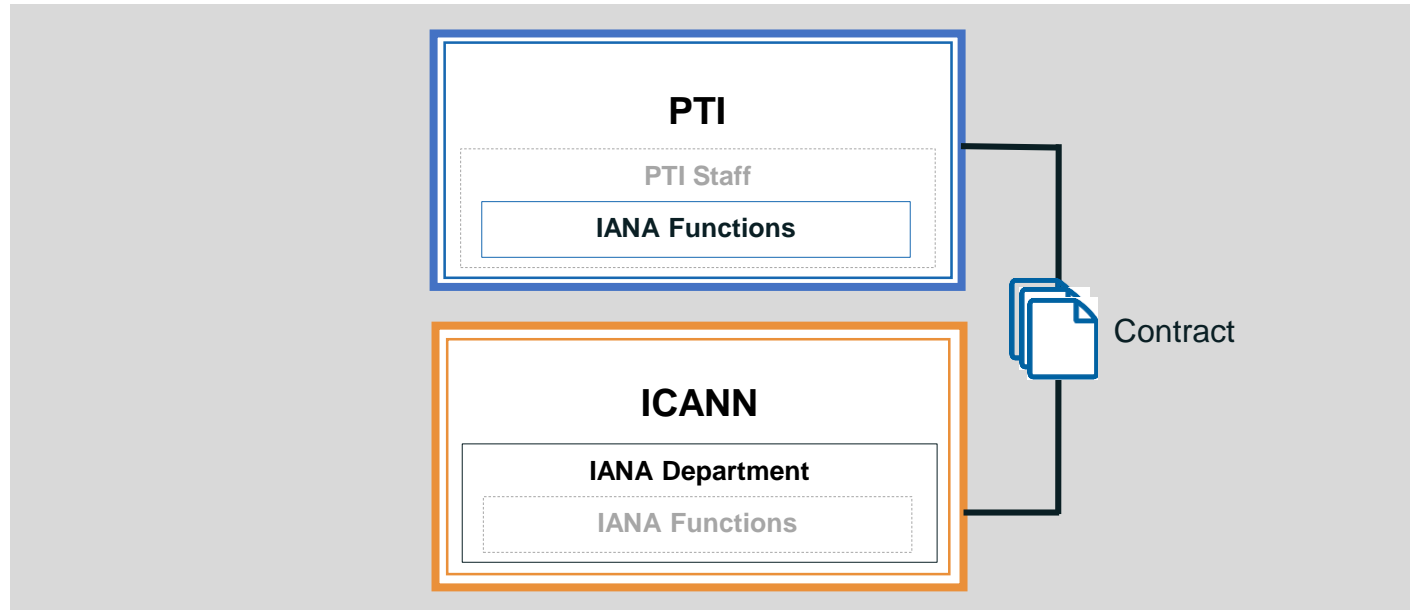 PTI
PTI Staff
IANA Functions
Contract
ICANN
IANA Department
IANA Functions